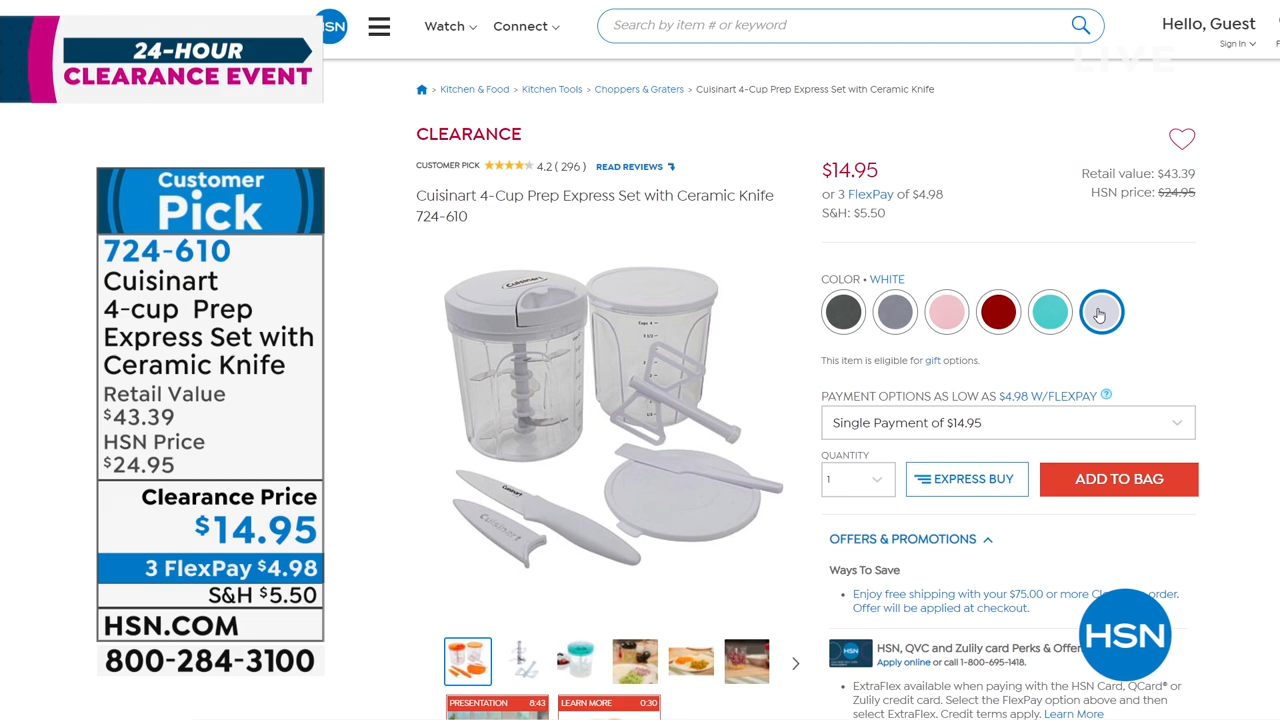 24-HOUR
CLEARANCE EVENT
SN
Watch
Connect
Search by item # or keyword
Hello, Guest
Sign In
LIVE
> Kitchen & Food > Kitchen Tools > Choppers & Graters > Cuisinart 4-Cup Prep Express Set with Ceramic Knife
CLEARANCE
CUSTOMER PICK 4.2 ( 296 ) READ REVIEWS
Cuisinart 4-Cup Prep Express Set with Ceramic Knife
724-610
$14.95
or 3 FlexPay of $4.98
S&H: $5.50
Retail value: $43.39
HSN price: $24.95
Customer
Pick
724-610
Cuisinart
4-cup Prep
Express Set with
Ceramic Knife
Retail Value
$43.39
HSN Price
$24.95
Clearance Price
$14.95
3 FlexPay $4.98
S&H $5.50
HSN.COM
800-284-3100
Cuisinart
Cups 4
Cuisinart
Cuisinart
COLOR • WHITE
This item is eligible for gift options.
PAYMENT OPTIONS AS LOW AS $4.98 W/FLEXPAY ?
Single Payment of $14.95
QUANTITY
1
EXPRESS BUY
ADD TO BAG
OFFERS & PROMOTIONS
Ways To Save
• Enjoy free shipping with your $75.00 or more order.
Offer will be applied at checkout.
HSN
HSN, QVC and Zulily card Perks &
Apply online or call 1-800-695-1418.
• ExtraFlex available when paying with the HSN Card, QCard® or
Zulily credit card. Select the FlexPay option above and then
select ExtraFlex. Credit terms apply. Learn More
HSN
PRESENTATION 8:43
LEARN MORE 0:30